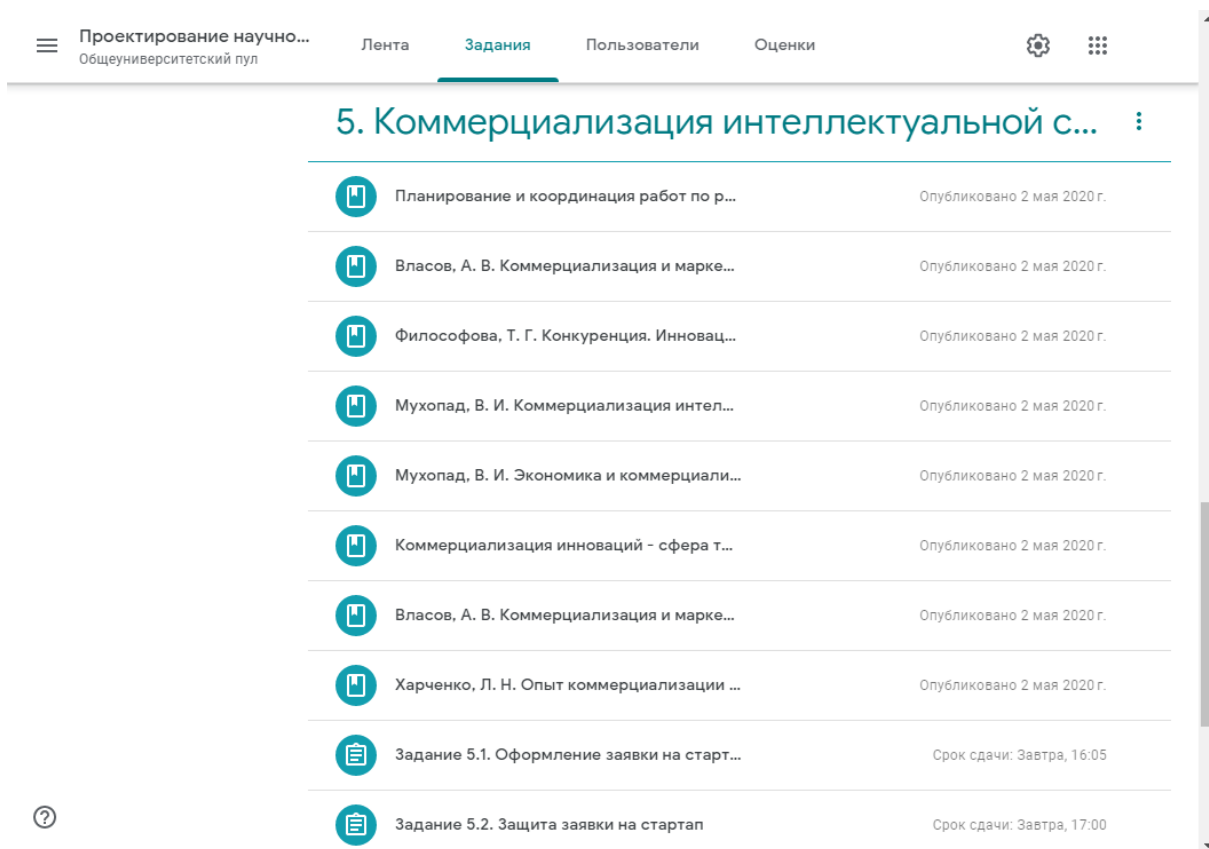 Проектирование научно...
Общеуниверситетский пул
Лента
Задания
Пользователи
Оценки
5. Коммерциализация интеллектуальной с...
Планирование и координация работ по р...
Опубликовано 2 мая 2020 г.
Власов, А. В. Коммерциализация и марке...
Опубликовано 2 мая 2020 г.
Философова, Т. Г. Конкуренция. Инновац...
Опубликовано 2 мая 2020 г.
Мухопад, В. И. Коммерциализация интел...
Опубликовано 2 мая 2020 г.
Мухопад, В. И. Экономика и коммерциали...
Опубликовано 2 мая 2020 г.
Коммерциализация инноваций - сфера т...
Опубликовано 2 мая 2020 г.
Власов, А. В. Коммерциализация и марке...
Опубликовано 2 мая 2020 г.
Харченко, Л. Н. Опыт коммерциализации ...
Опубликовано 2 мая 2020 г.
Задание 5.1. Оформление заявки на старт...
Срок сдачи: Завтра, 16:05
Задание 5.2. Защита заявки на стартап
Срок сдачи: Завтра, 17:00